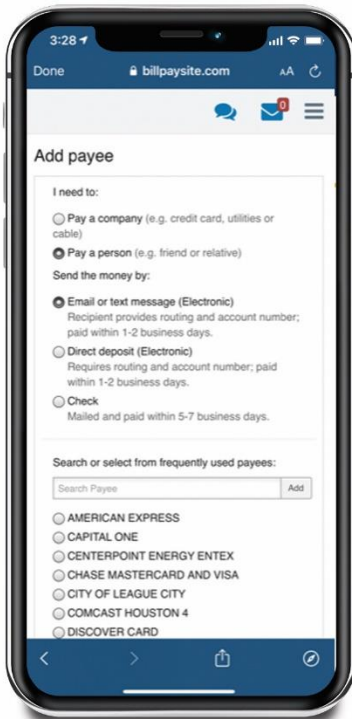 3:28
Done
billpaysite.com
AA
0
Add payee
I need to:
Pay a company (e.g. credit card, utilities or
cable)
Pay a person (e.g. friend or relative)
Send the money by:
Email or text message (Electronic)
Recipient provides routing and account number;
paid within 1-2 business days.
Direct deposit (Electronic)
Requires routing and account number; paid
within 1-2 business days.
Check
Mailed and paid within 5-7 business days.
Search or select from frequently used payees:
Search Payee
Add
AMERICAN EXPRESS
CAPITAL ONE
CENTERPOINT ENERGY ENTEX
CHASE MASTERCARD AND VISA
CITY OF LEAGUE CITY
COMCAST HOUSTON 4
DISCOVER CARD